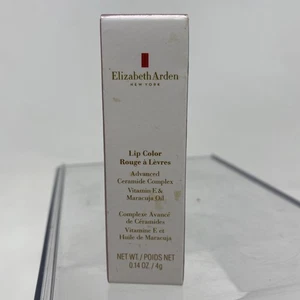 Elizabeth Arden
NEW YORK
Lip Color
Rouge à Lèvres
Advanced
Ceramide Complex
Vitamin E &
Maracuja Oil
Complexe Avancé
de Céramides
Vitamine E et
Huile de Maracuja
NET WT. / POIDS NET
0.14 OZ. / 4g